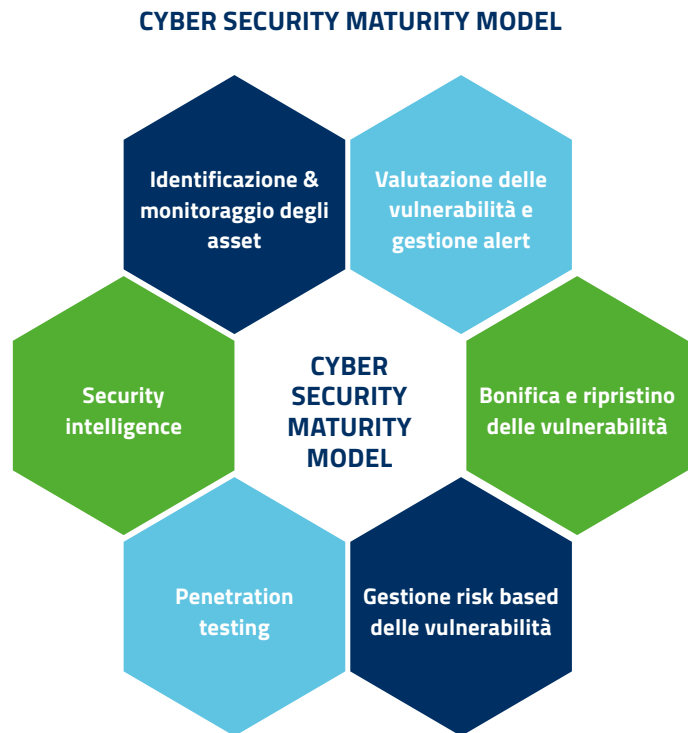 CYBER SECURITY MATURITY MODEL
Identificazione &
monitoraggio degli
asset
Valutazione delle
vulnerabilità e
gestione alert
Security
intelligence
CYBER
SECURITY
MATURITY
MODEL
Bonifica e ripristino
delle vulnerabilità
Penetration
testing
Gestione risk based
delle vulnerabilità